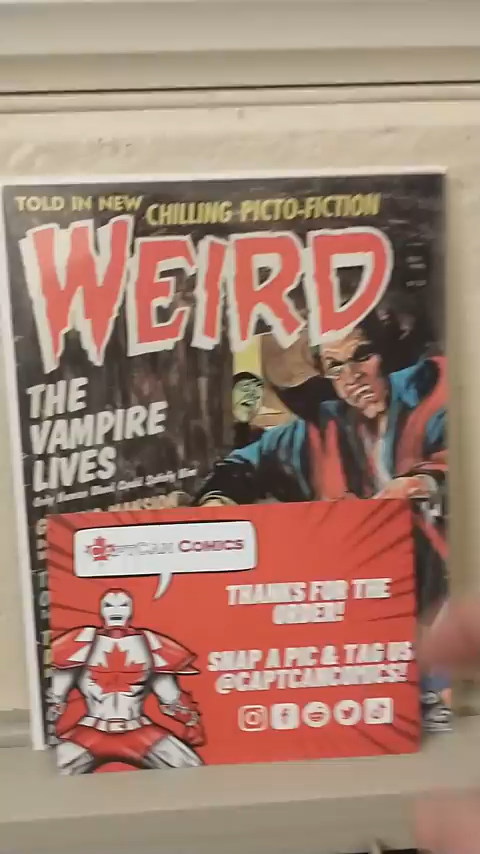 TOLD IN NEW CHILLING PICTO-FICTION
WEIRD
THE
VAMPIRE
LIVES
CAPTCAN COMICS
THANKS FOR THE
ORDER!
SNAP A PIC & TAG US
@CAPTCANCOMICS!